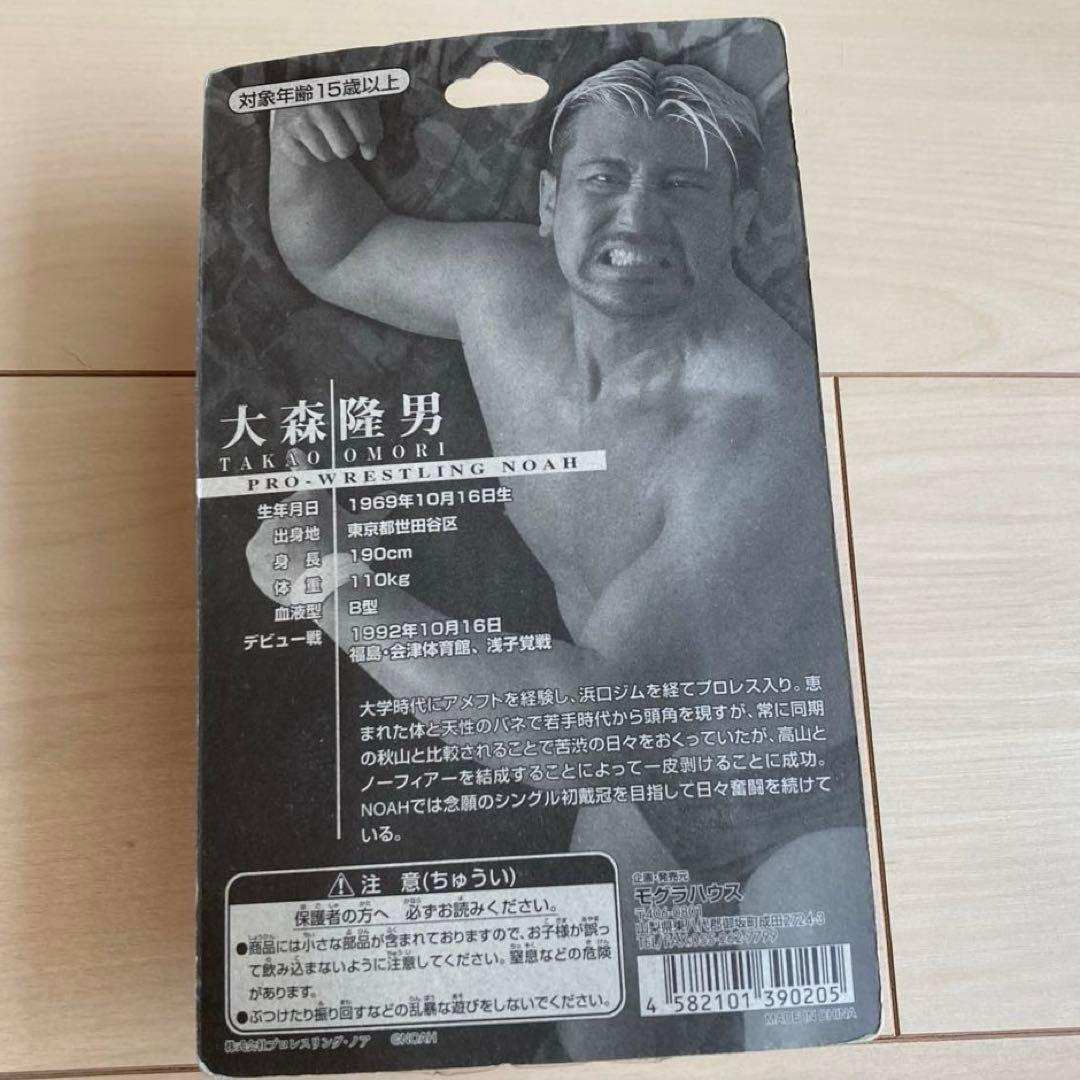 対象年齢15歳以上
大森隆男
TAKAO OMORI
PRO-WRESTLING NOAH
生年月日 1969年10月16日生
出身地 東京都世田谷区
身長 190cm
体重 110kg
血液型 B型
デビュー戦 1992年10月16日
福島・会津体育館、浅子覚戦
大学時代にアメフトを経験し、浜口ジムを経てプロレス入り。恵
まれた体と天性のバネで若手時代から頭角を現すが、常に同期
の秋山と比較されることで苦渋の日々をおくっていたが、高山と
ノーフィアーを結成することによって一皮剥けることに成功。
NOAHでは念願のシングル初戴冠を目指して日々奮闘を続けて
いる。
注 意(ちゅうい)
保護者の方へ 必ずお読みください。
●商品には小さな部品が含まれておりますので、お子様が誤っ
て飲み込まないように注意してください。窒息などの危険
があります。
●ぶつけたり振り回すなどの乱暴な遊びをしないでください。
株式会社プロレスリング・ノア ©NOAH
企画・発売元
モグラハウス
山梨県東八代郡御坂町成田2724-3
4 582101 390205
MADE IN CHINA